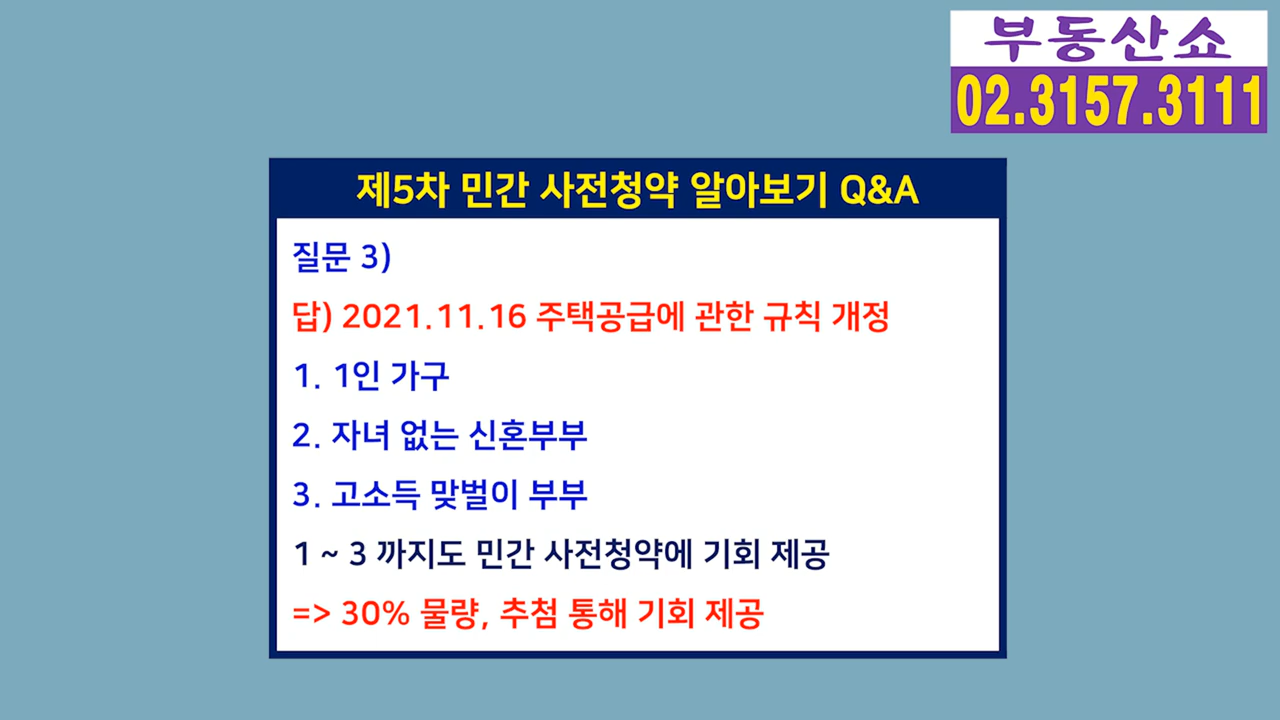 부동산쇼
02.3157.3111
제5차 민간 사전청약 알아보기 Q&A
질문 3)
답) 2021.11.16 주택공급에 관한 규칙 개정
1. 1인 가구
2. 자녀 없는 신혼부부
3. 고소득 맞벌이 부부
1 ~ 3 까지도 민간 사전청약에 기회 제공
=> 30% 물량, 추첨 통해 기회 제공